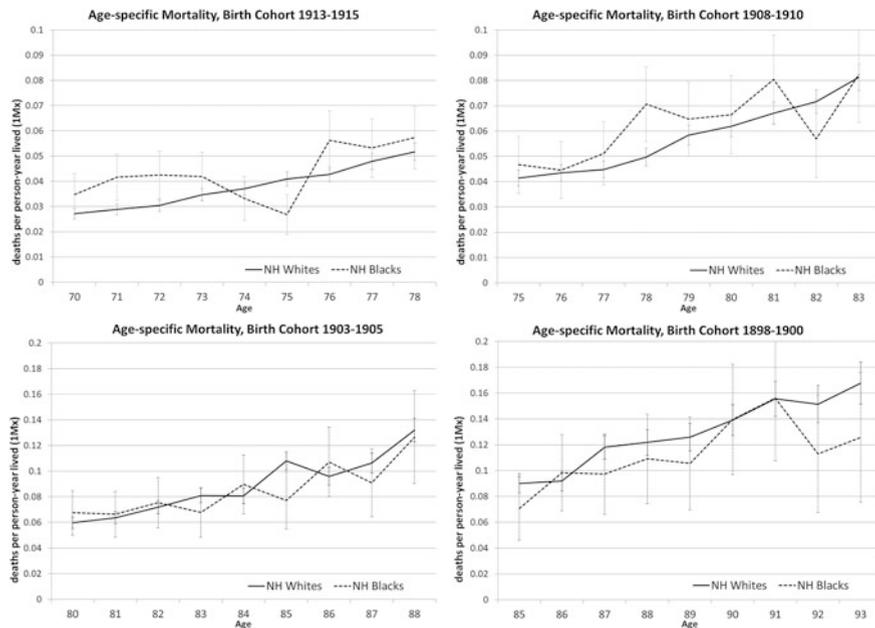 Age-specific Mortality, Birth Cohort 1913-1915
deaths per person-year lived (1Mx)
0.1
0.09
0.08
0.07
0.06
0.05
0.04
0.03
0.02
0.01
0
NH Whites NH Blacks
70 71 72 73 74 75 76 77 78
Age
Age-specific Mortality, Birth Cohort 1908-1910
deaths per person-year lived (1Mx)
0.1
0.09
0.08
0.07
0.06
0.05
0.04
0.03
0.02
0.01
0
NH Whites NH Blacks
75 76 77 78 79 80 81 82 83
Age
Age-specific Mortality, Birth Cohort 1903-1905
deaths per person-year lived (1Mx)
0.2
0.18
0.16
0.14
0.12
0.1
0.08
0.06
0.04
0.02
0
NH Whites NH Blacks
80 81 82 83 84 85 86 87 88
Age
Age-specific Mortality, Birth Cohort 1898-1900
deaths per person-year lived (1Mx)
0.2
0.18
0.16
0.14
0.12
0.1
0.08
0.06
0.04
0.02
0
NH Whites NH Blacks
85 86 87 88 89 90 91 92 93
Age